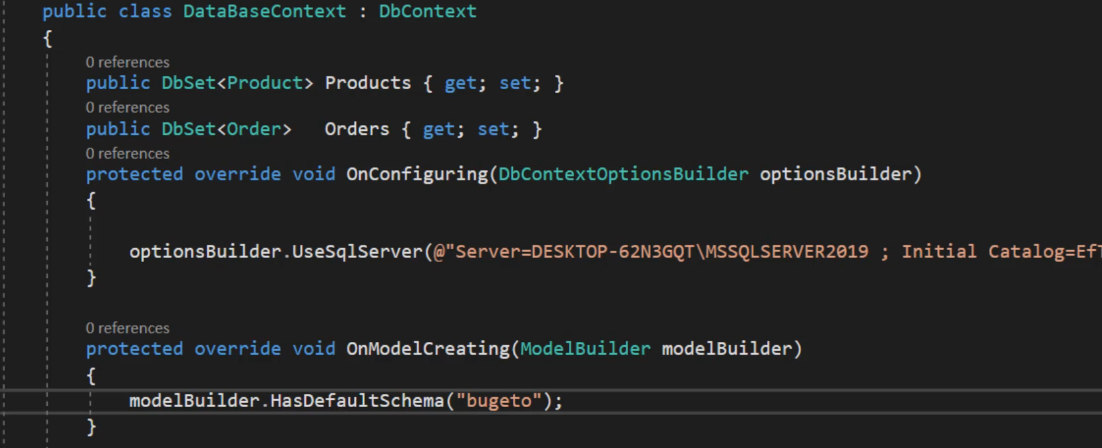 public class DataBaseContext : DbContext
{
0 references
public DbSet<Product> Products { get; set; }
0 references
public DbSet<Order>   Orders { get; set; }
0 references
protected override void OnConfiguring(DbContextOptionsBuilder optionsBuilder)
{
optionsBuilder.UseSqlServer(@"Server=DESKTOP-62N3GQT\MSSQLSERVER2019 ; Initial Catalog=EfT
}
0 references
protected override void OnModelCreating(ModelBuilder modelBuilder)
{
modelBuilder.HasDefaultSchema("bugeto");
}